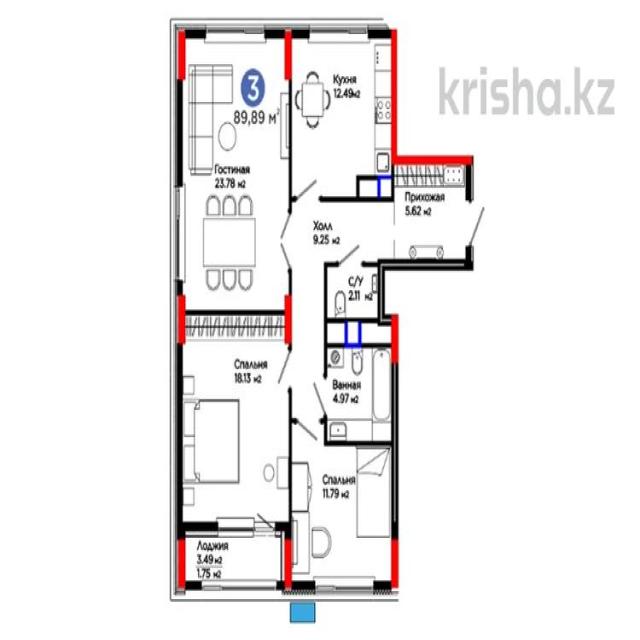 krisha.kz
3
89,89 м²
Кухня
12.49м2
Гостиная
23.78 м2
Прихожая
5.62 м2
Холл
9.25 м2
С/У
2.11 м2
Спальня
18.13 м2
Ванная
4.97 м2
Спальня
11.79 м2
Лоджия
3.49 м2
1.75 м2